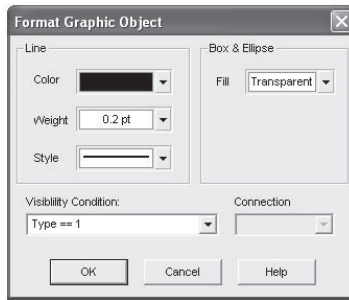 Format Graphic Object
Line
Box & Ellipse
Color
Fill
Transparent
Weight
0.2 pt
Style
Visiblility Condition:
Connection
Type == 1
OK
Cancel
Help